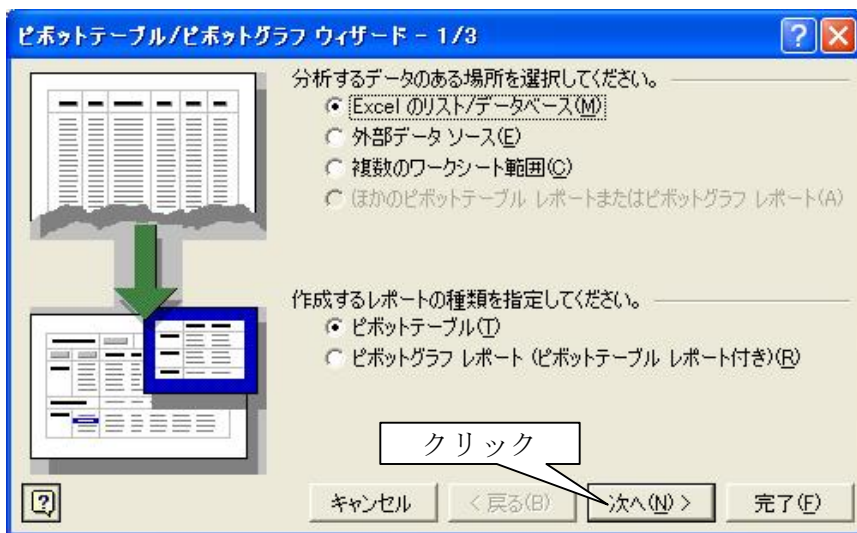 ピボットテーブル/ピボットグラフ ウィザード - 1/3
分析するデータのある場所を選択してください。
Excel のリスト/データベース(M)
外部データ ソース(E)
複数のワークシート範囲(C)
ほかのピボットテーブル レポートまたはピボットグラフ レポート(A)
作成するレポートの種類を指定してください。
ピボットテーブル(T)
ピボットグラフ レポート (ピボットテーブル レポート付き)(R)
クリック
キャンセル
< 戻る(B)
次へ(N) >
完了(F)